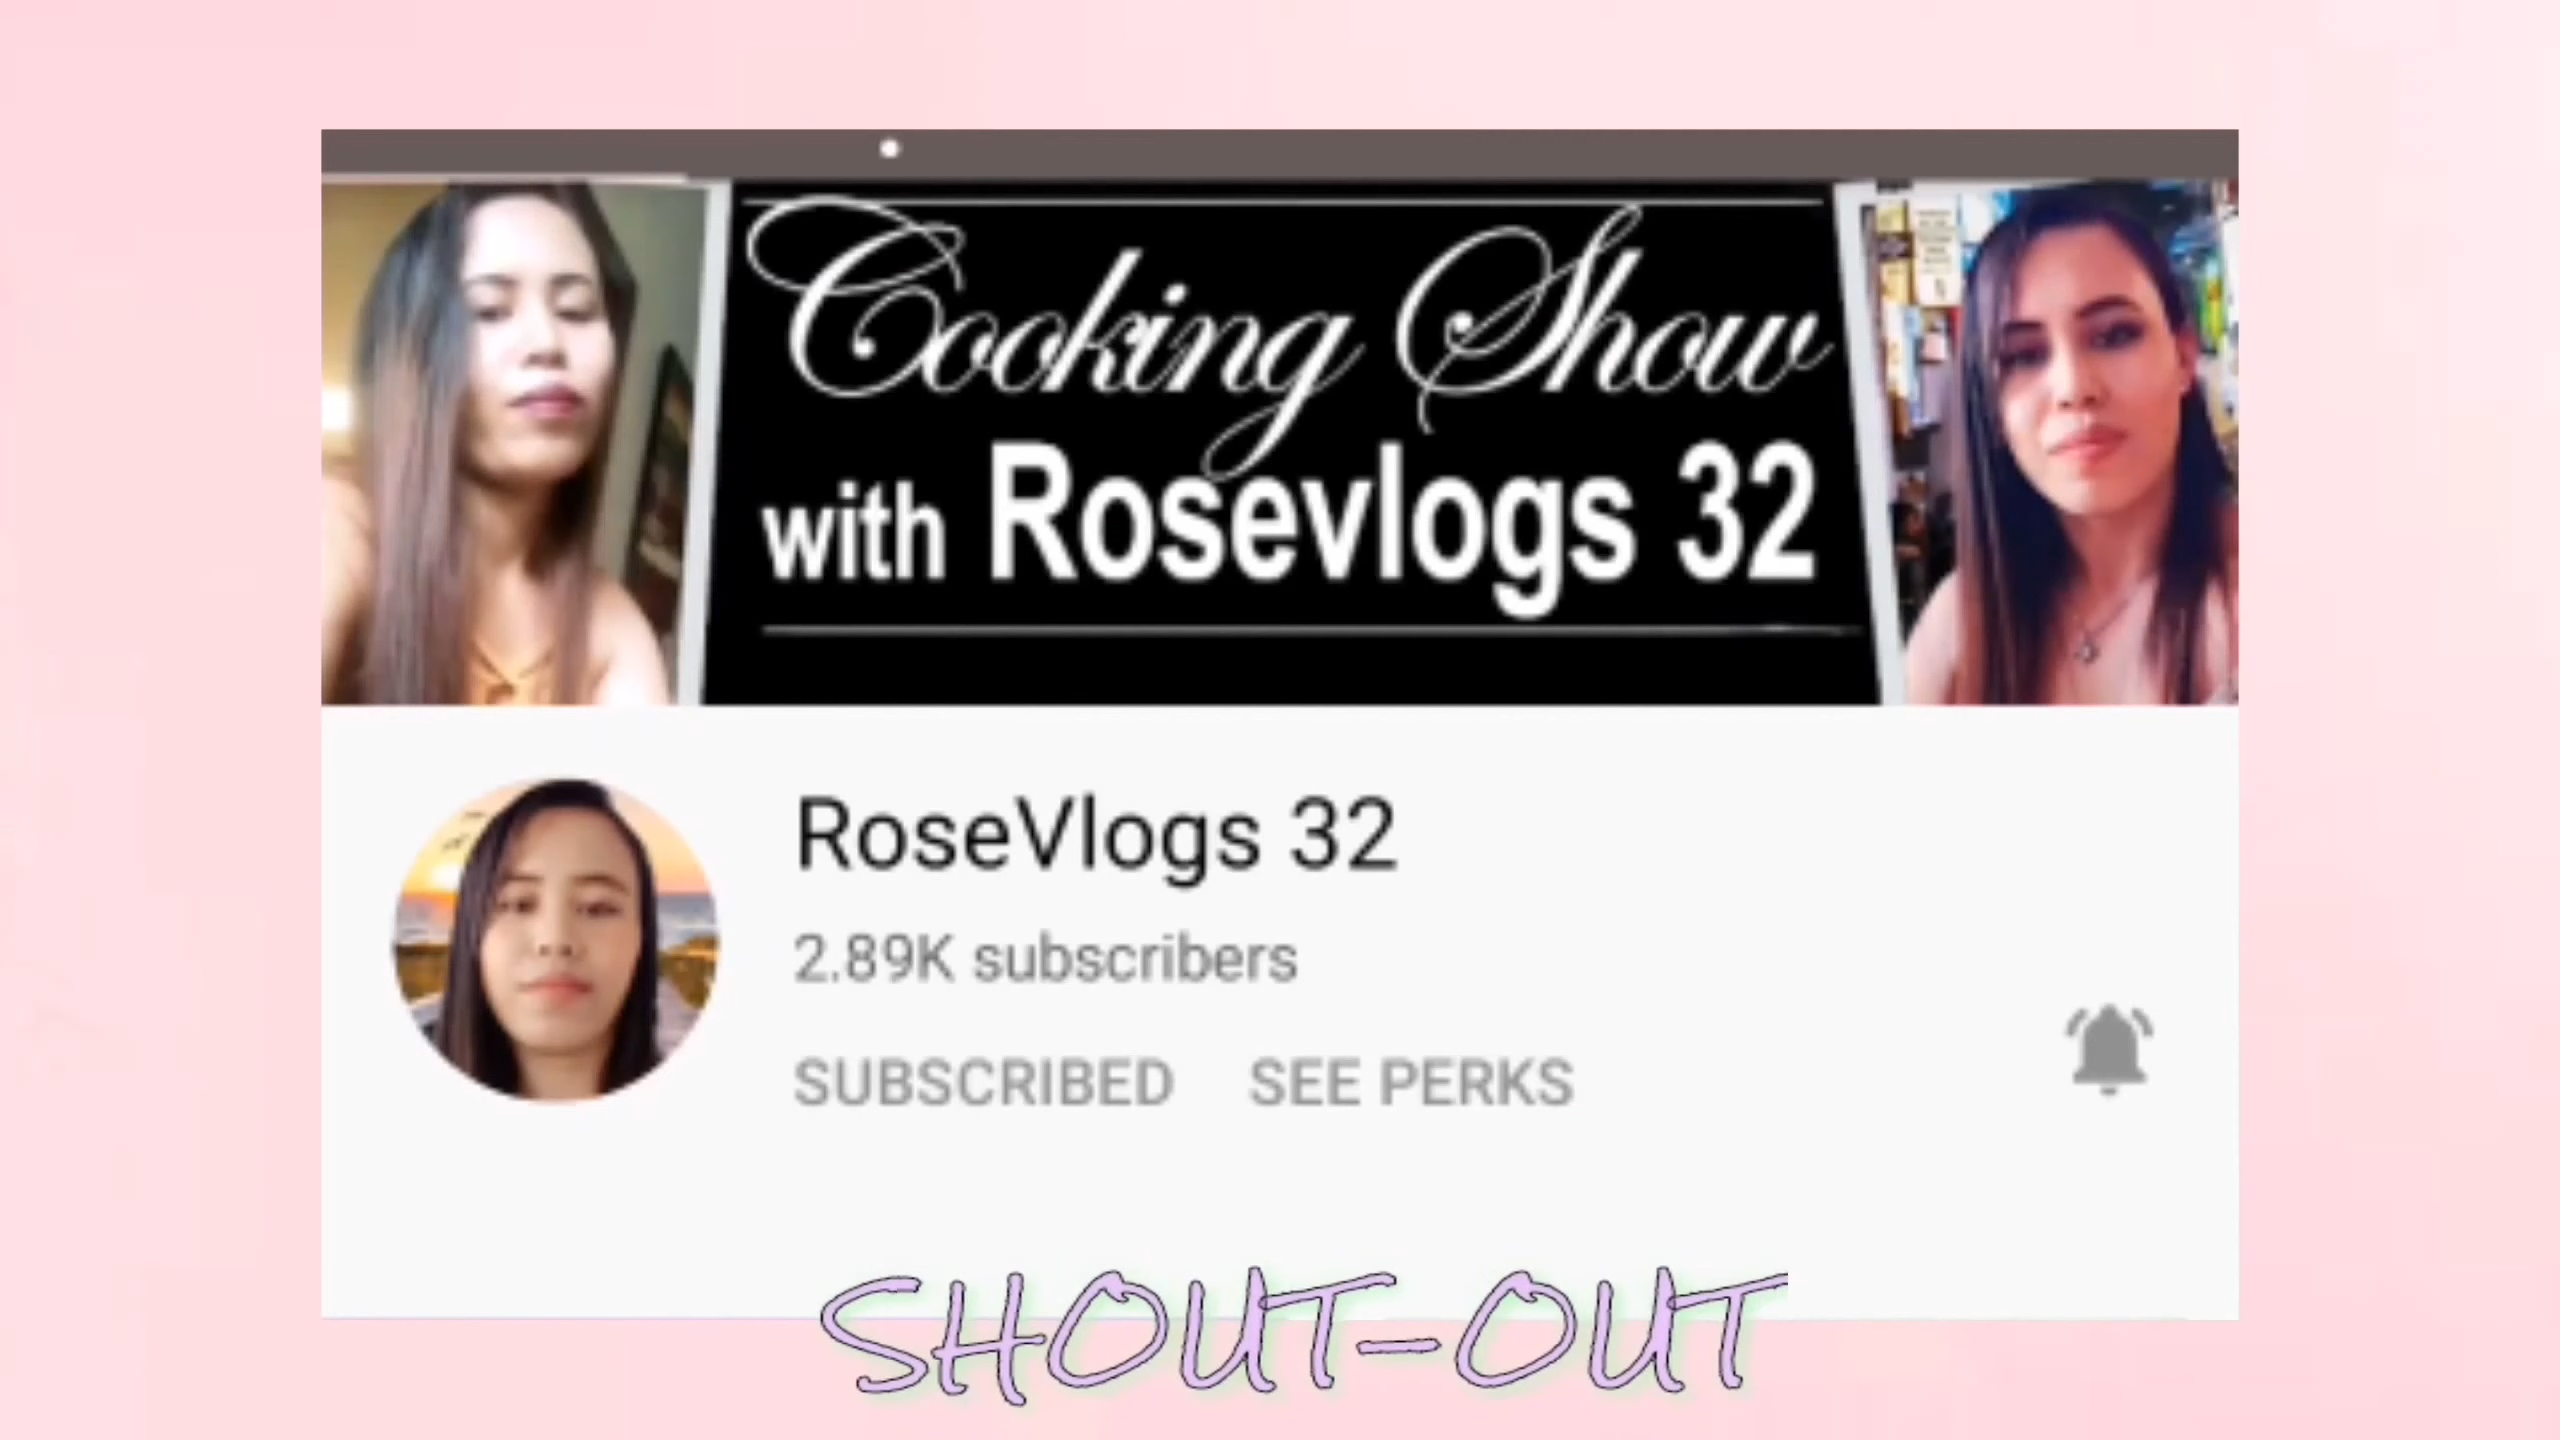 Cooking Show
with Rosevlogs 32
RoseVlogs 32
2.89K subscribers
SUBSCRIBED SEE PERKS
SHOUT-OUT